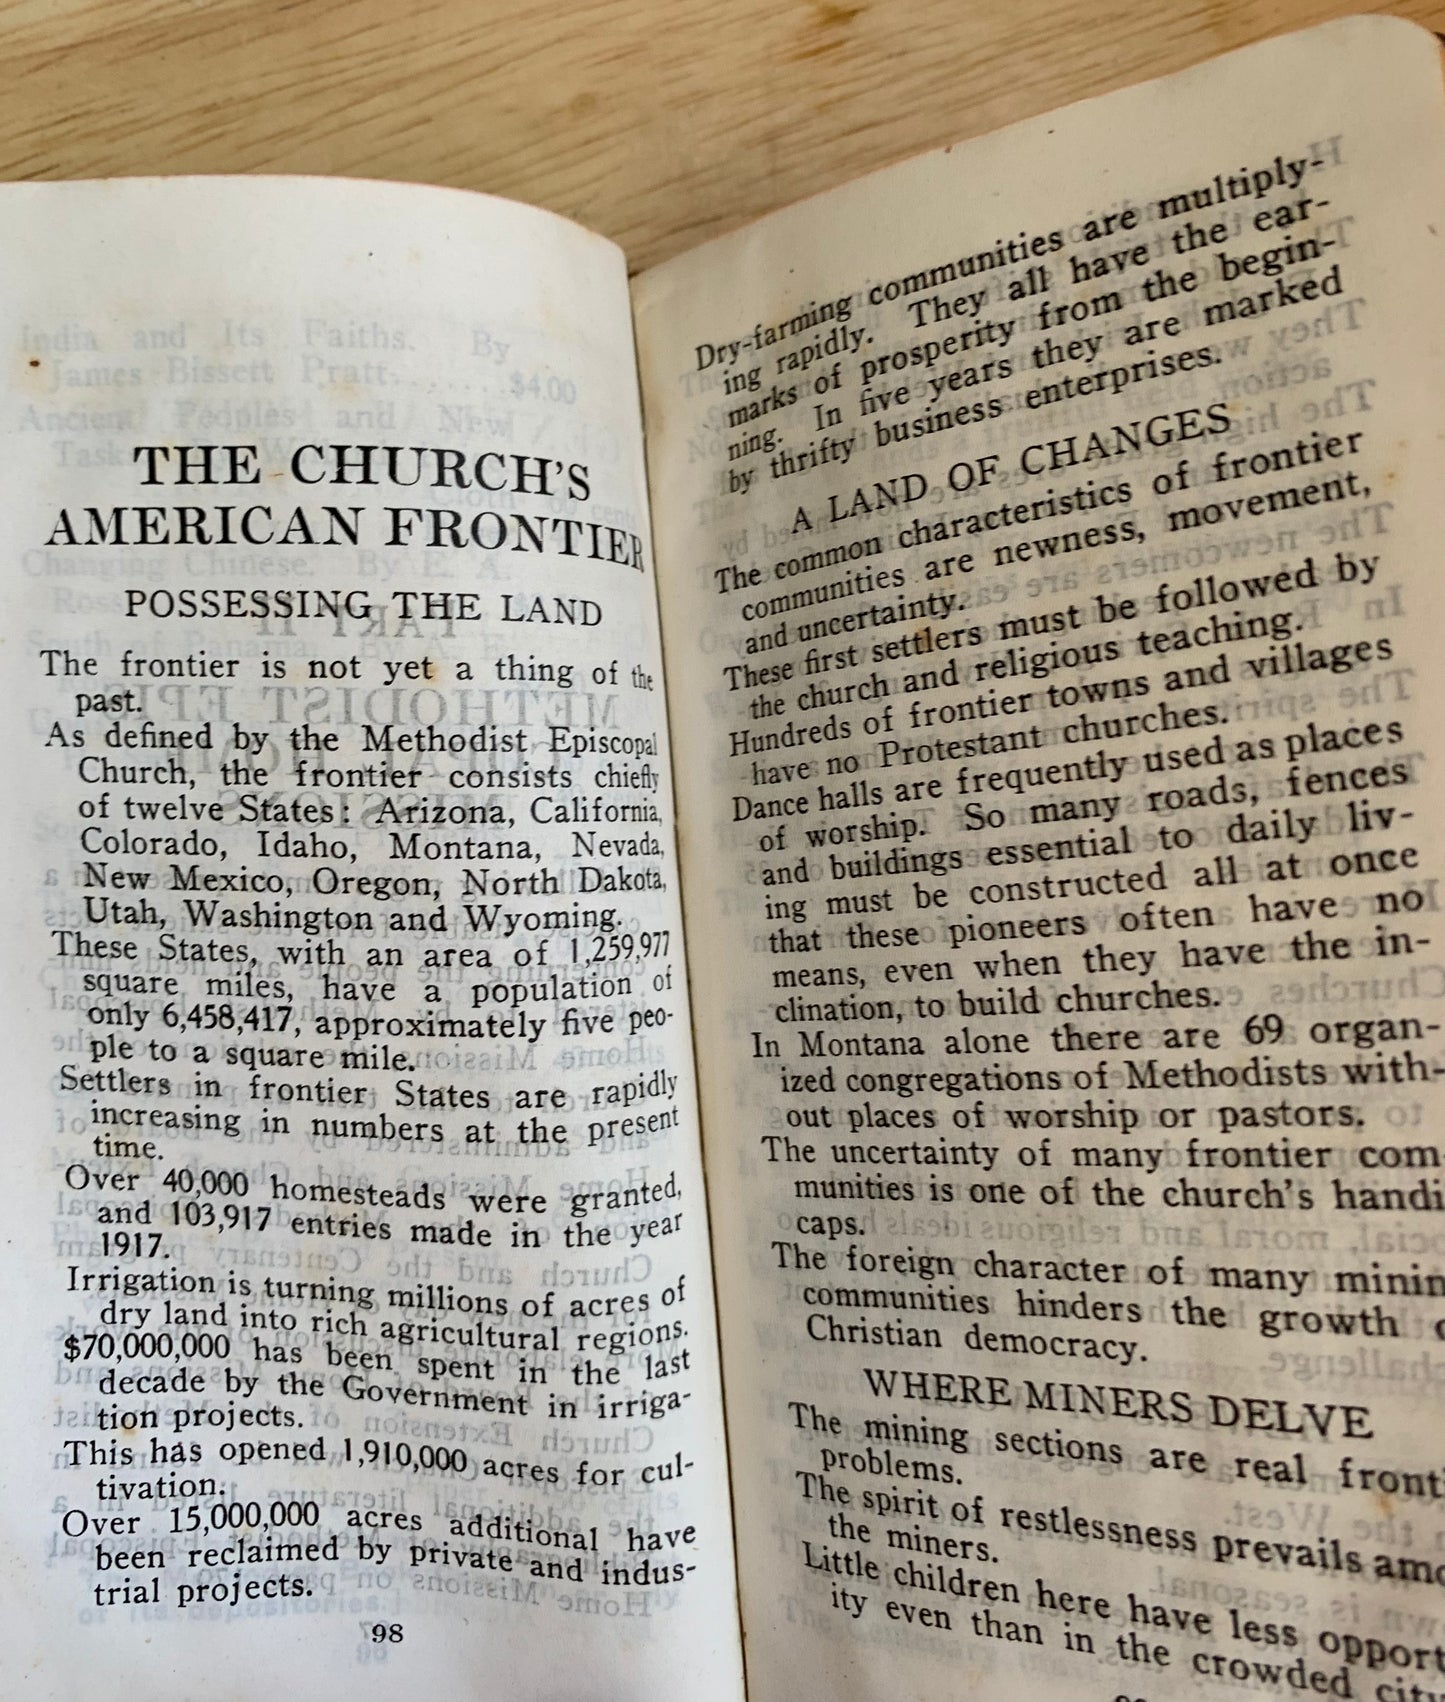 THE CHURCH'S
AMERICAN FRONTIER
POSSESSING THE LAND
The frontier is not yet a thing of the
past.
As defined by the Methodist Episcopal
Church, the frontier consists chiefly
of twelve States: Arizona, California,
Colorado, Idaho, Montana, Nevada,
New Mexico, Oregon, North Dakota,
Utah, Washington and Wyoming.
These States, with an area of 1,259,977
square miles, have a population of
only 6,458,417, approximately five peo-
ple to a square mile.
Settlers in frontier States are rapidly
increasing in numbers at the present
time.
Over 40,000 homesteads were granted,
and 103,917 entries made in the year
1917.
Irrigation is turning millions of acres of
dry land into rich agricultural regions.
$70,000,000 has been spent in the last
decade by the Government in irriga-
tion projects.
This has opened 1,910,000 acres for cul-
tivation.
Over 15,000,000 acres additional have
been reclaimed by private and indus-
trial projects.
98
Dry-farming communities are multiply-
ing rapidly. They all have the ear-
marks of prosperity from the begin-
ning. In five years they are marked
by thrifty business enterprises.
A LAND OF CHANGES
The common characteristics of frontier
communities are newness, movement,
and uncertainty.
These first settlers must be followed by
the church and religious teaching.
Hundreds of frontier towns and villages
have no Protestant churches.
Dance halls are frequently used as places
of worship. So many roads, fences
and buildings essential to daily liv-
ing must be constructed all at once
that these pioneers often have no
means, even when they have the in-
clination, to build churches.
In Montana alone there are 69 organ-
ized congregations of Methodists with-
out places of worship or pastors.
The uncertainty of many frontier com-
munities is one of the church's handi
caps.
The foreign character of many minin
communities hinders the growth
Christian democracy.
WHERE MINERS DELVE
The mining sections are real front
problems.
The spirit of restlessness prevails amo
the miners.
Little children here have less opport
ity even than in the crowded city